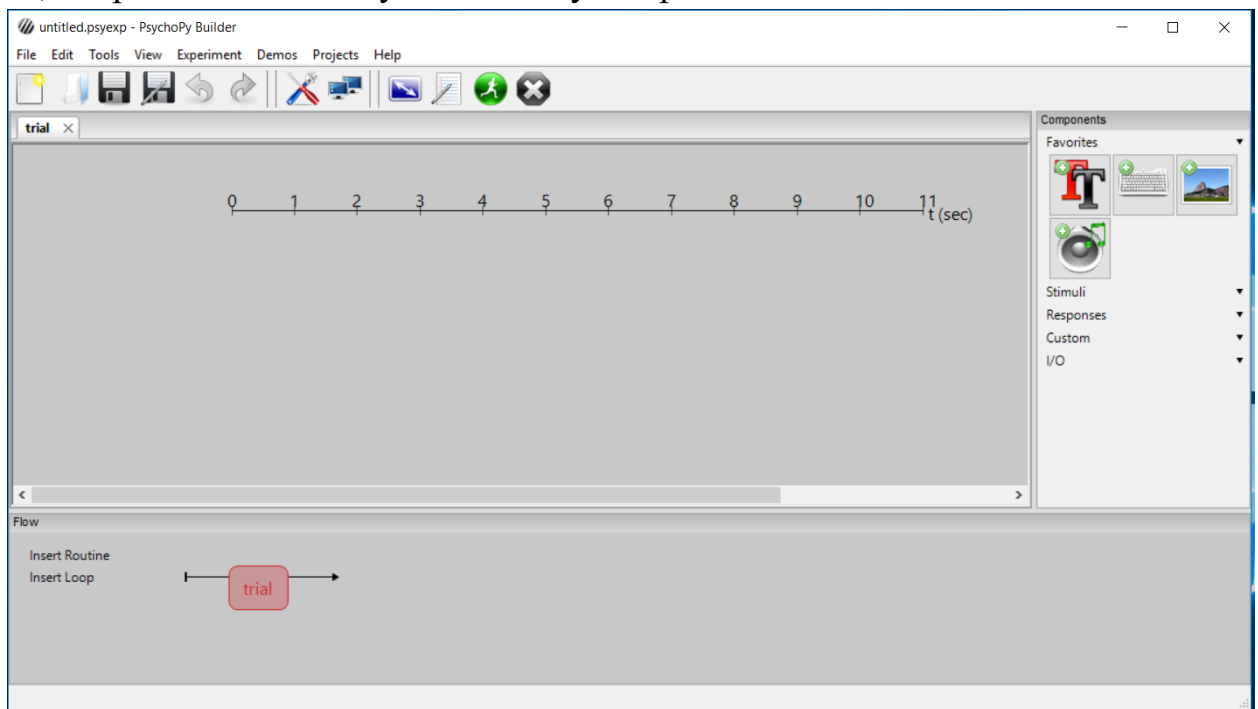 untitled.psyexp - PsychoPy Builder
File Edit Tools View Experiment Demos Projects Help
trial
Components
Favorites
0 1 2 3 4 5 6 7 8 9 10 11
t (sec)
Stimuli
Responses
Custom
I/O
Flow
Insert Routine
Insert Loop
trial